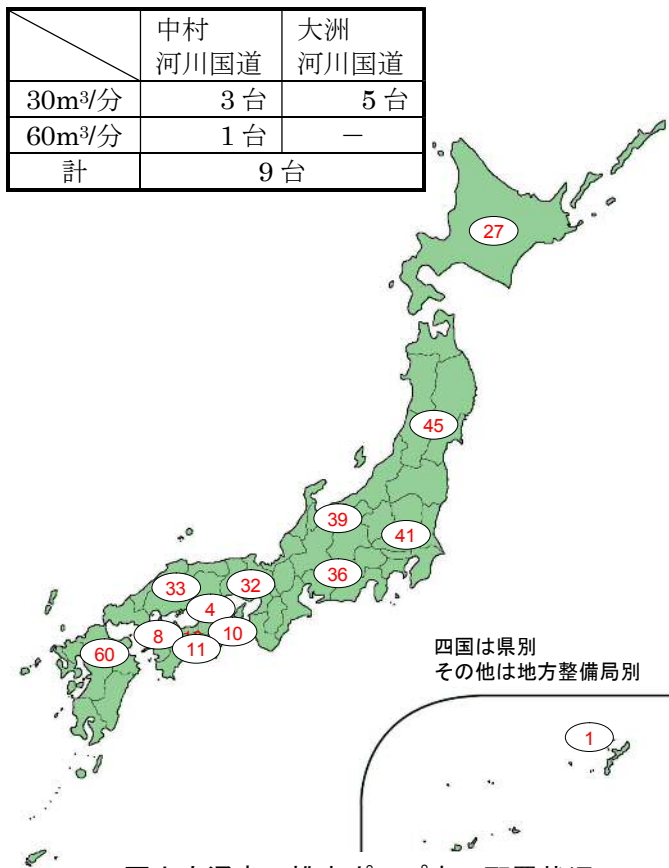 中村 大洲
河川国道 河川国道
30m³/分 3台 5台
60m³/分 1台 －
計 9台
27
45
39
41
36
33
32
4
8
10
11
60
四国は県別
その他は地方整備局別
1